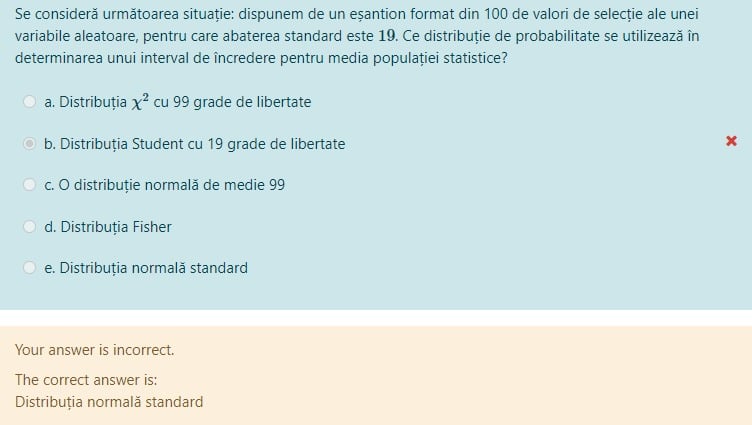 Se consideră următoarea situație: dispunem de un eșantion format din 100 de valori de selecție ale unei
variabile aleatoare, pentru care abaterea standard este 19. Ce distribuție de probabilitate se utilizează în
determinarea unui interval de încredere pentru media populației statistice?
a. Distribuția χ² cu 99 grade de libertate
b. Distribuția Student cu 19 grade de libertate
c. O distribuție normală de medie 99
d. Distribuția Fisher
e. Distribuția normală standard
Your answer is incorrect.
The correct answer is:
Distribuția normală standard